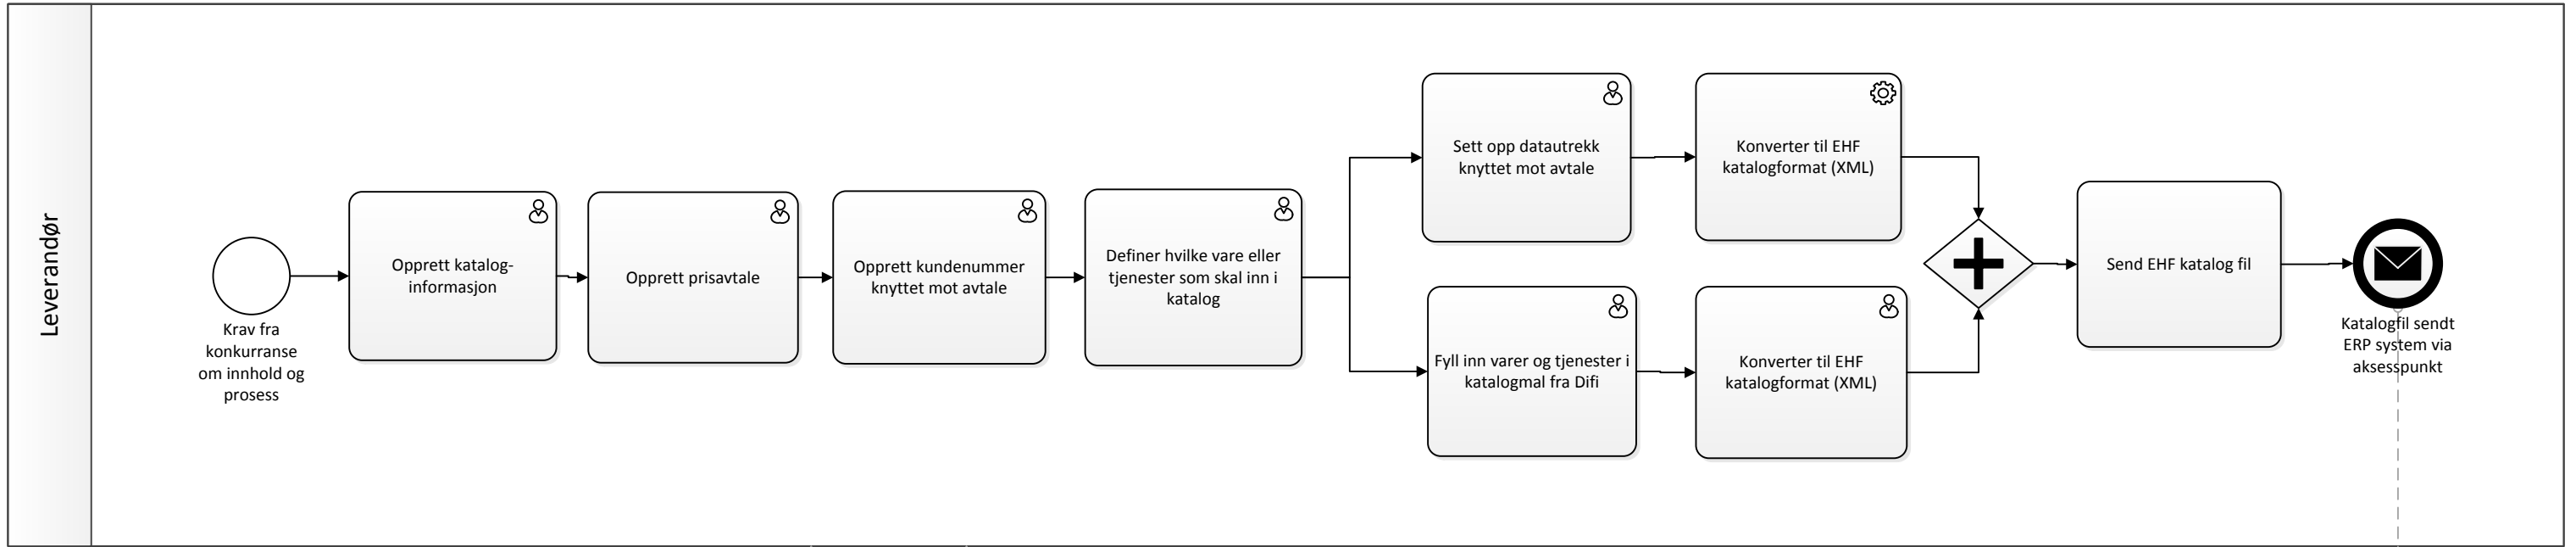 Leverandør
Krav fra
konkurranse
om innhold og
prosess
Opprett katalog-
informasjon
Opprett prisavtale
Opprett kundenummer
knyttet mot avtale
Definer hvilke vare eller
tjenester som skal inn i
katalog
Sett opp datautrekk
knyttet mot avtale
Konverter til EHF
katalogformat (XML)
Fyll inn varer og tjenester i
katalogmal fra Difi
Konverter til EHF
katalogformat (XML)
Send EHF katalog fil
Katalogfil sendt
ERP system via
aksesspunkt